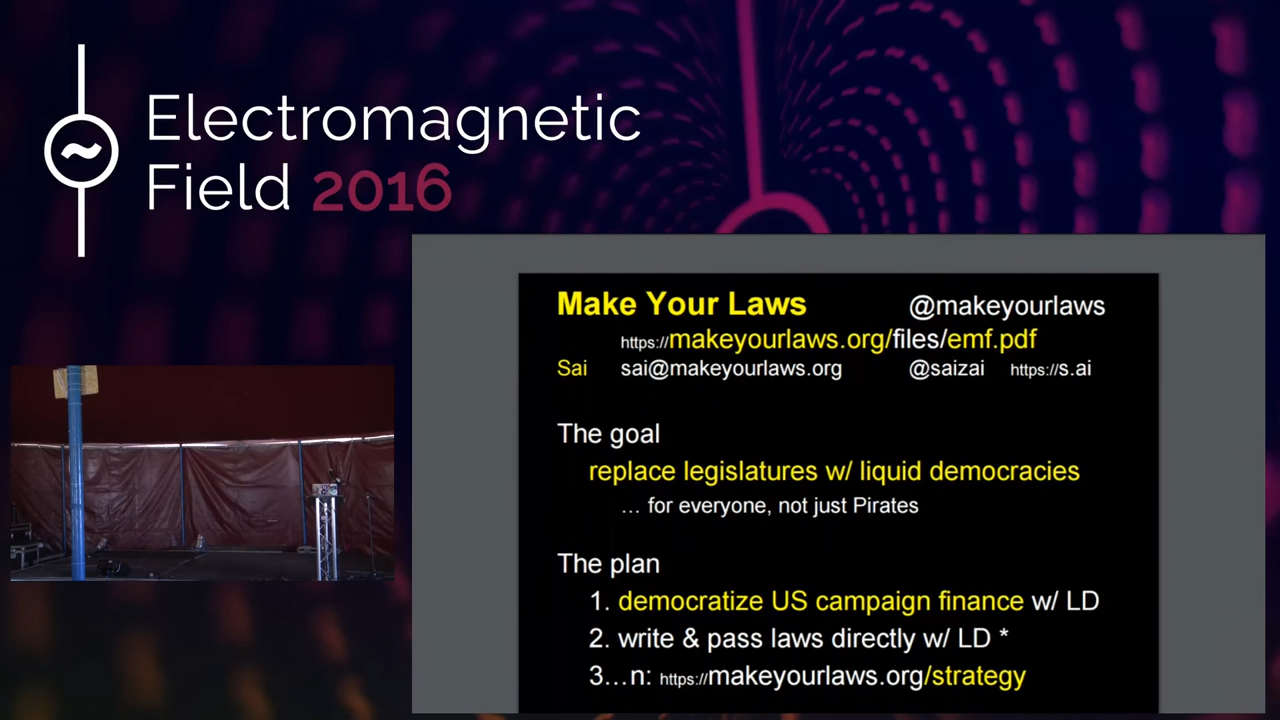 Electromagnetic
Field 2016
Make Your Laws @makeyourlaws
https://makeyourlaws.org/files/emf.pdf
Sai sai@makeyourlaws.org @saizai https://s.ai
The goal
replace legislatures w/ liquid democracies
... for everyone, not just Pirates
The plan
1. democratize US campaign finance w/ LD
2. write & pass laws directly w/ LD *
3...n: https://makeyourlaws.org/strategy